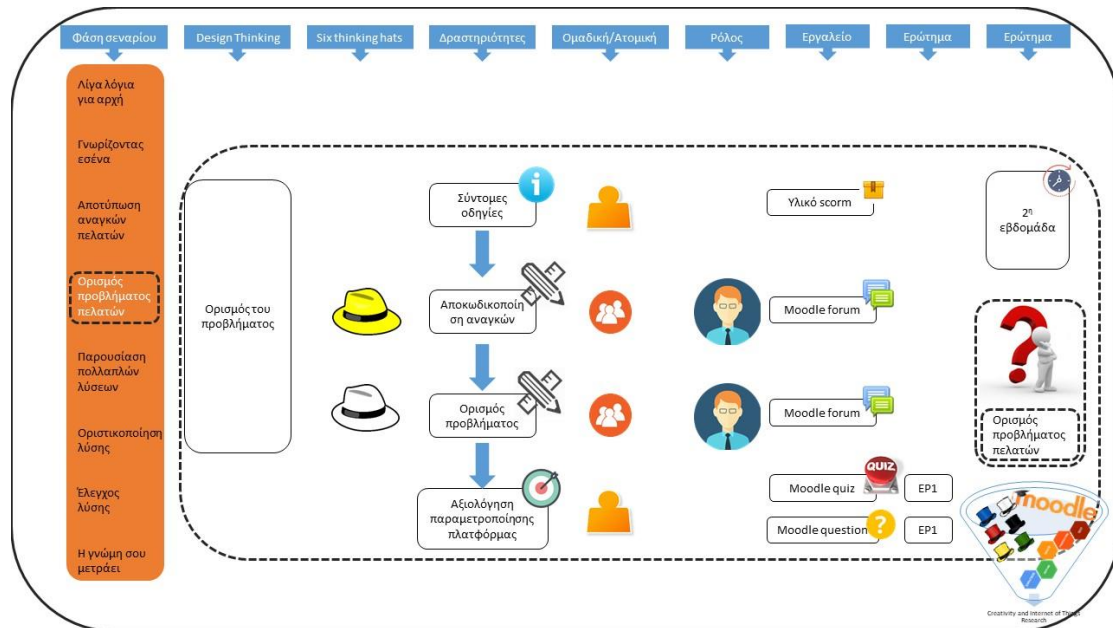 Φάση σεναρίου
Design Thinking
Six thinking hats
Δραστηριότητες
Ομαδική/Ατομική
Ρόλος
Εργαλείο
Ερώτημα
Ερώτημα
Λίγα λόγια
για αρχή
Γνωρίζοντας
εσένα
Αποτύπωση
αναγκών
πελατών
Ορισμός
προβλήματος
πελατών
Παρουσίαση
πολλαπλών
λύσεων
Οριστικοποίηση
λύσης
Έλεγχος
λύσης
Η γνώμη σου
μετράει
Ορισμός του
προβλήματος
Σύντομες
οδηγίες
Υλικό scorm
2η
εβδομάδα
Αποκωδικοποίη
ση αναγκών
Moodle forum
Ορισμός
προβλήματος
Moodle forum
Ορισμός
προβλήματος
πελατών
Αξιολόγηση
παραμετροποίησης
πλατφόρμας
QUIZ
Moodle quiz
ΕΡ1
Moodle question
ΕΡ1
moodle
Creativity and Internet of Things
Research